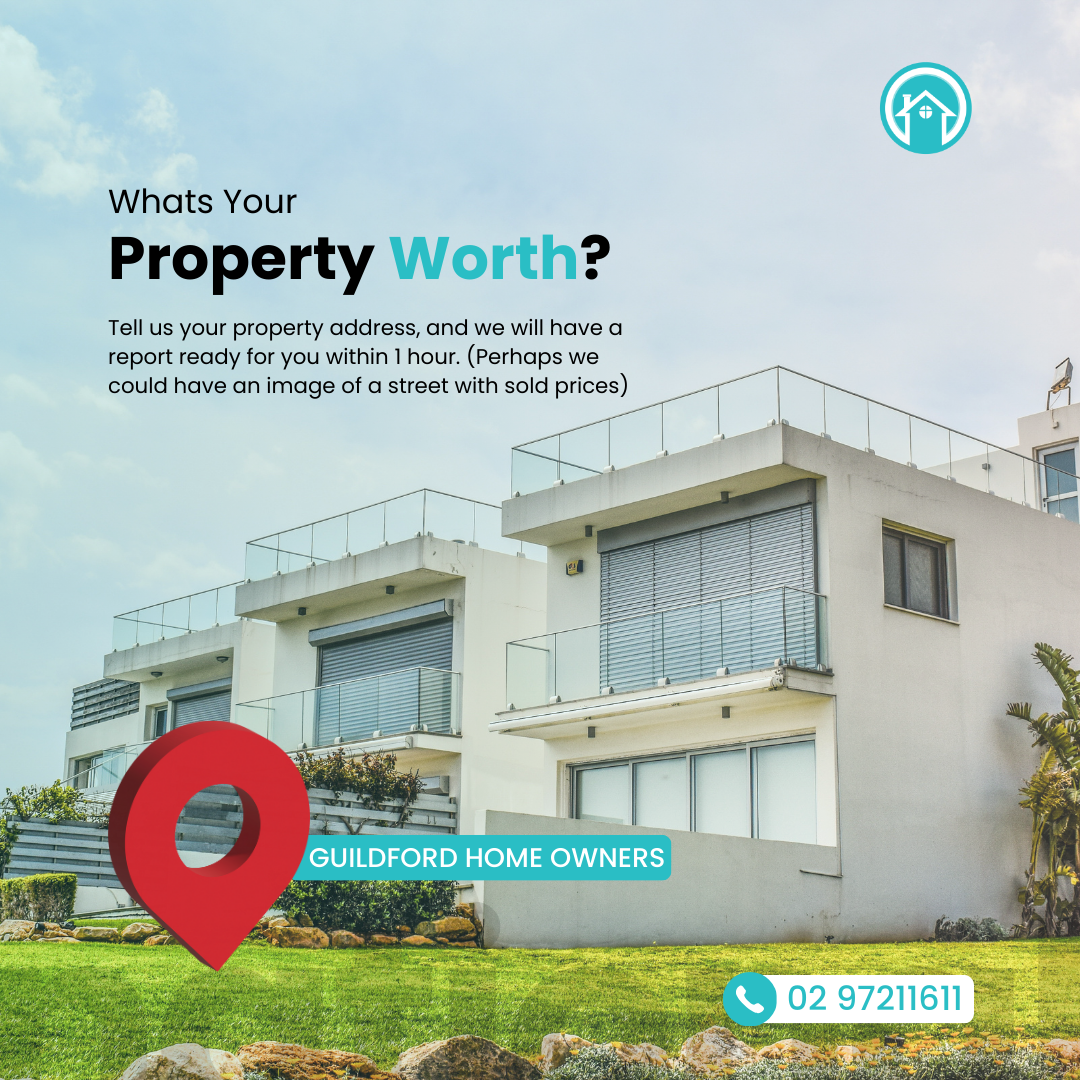 Whats Your
Property Worth?
Tell us your property address, and we will have a
report ready for you within 1 hour. (Perhaps we
could have an image of a street with sold prices)
GUILDFORD HOME OWNERS
02 97211611